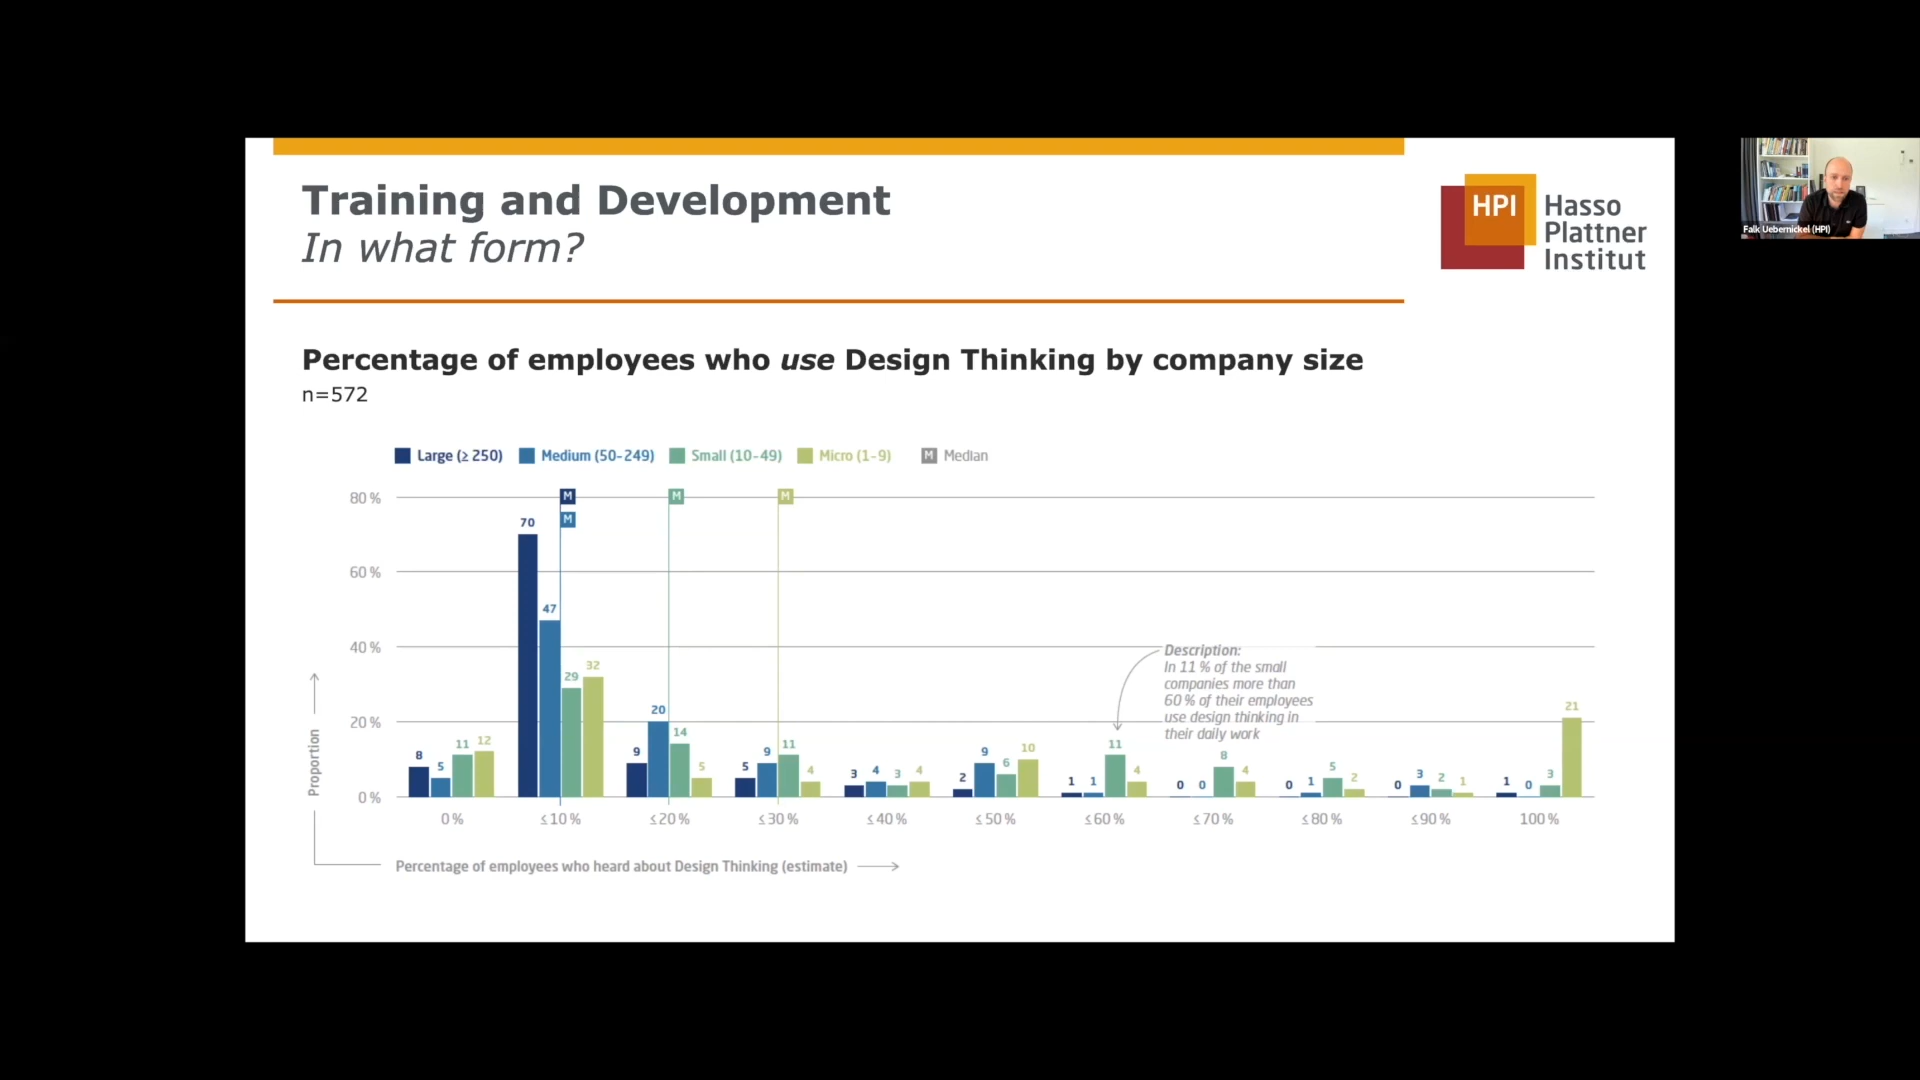 Training and Development
In what form?
HPI Hasso
Plattner
Institut
Falk Uebernickel (HPI)
Percentage of employees who use Design Thinking by company size
n=572
Large (≥ 250) Medium (50–249) Small (10–49) Micro (1–9) M Median
80 % M M M
M
70
60 %
47
40 %
29 32
20 %
20 14 5
9
9 11
5 4
8 5 11 12
3 4 3 4
2 9 6 10
1 1 11 4
0 0 8 4
0 1 5 2
0 3 2 1
1 0 3 21
Description:
In 11 % of the small
companies more than
60 % of their employees
use design thinking in
their daily work
Proportion
0 %
0 % ≤10 % ≤20 % ≤30 % ≤40 % ≤50 % ≤60 % ≤70 % ≤80 % ≤90 % 100 %
Percentage of employees who heard about Design Thinking (estimate)